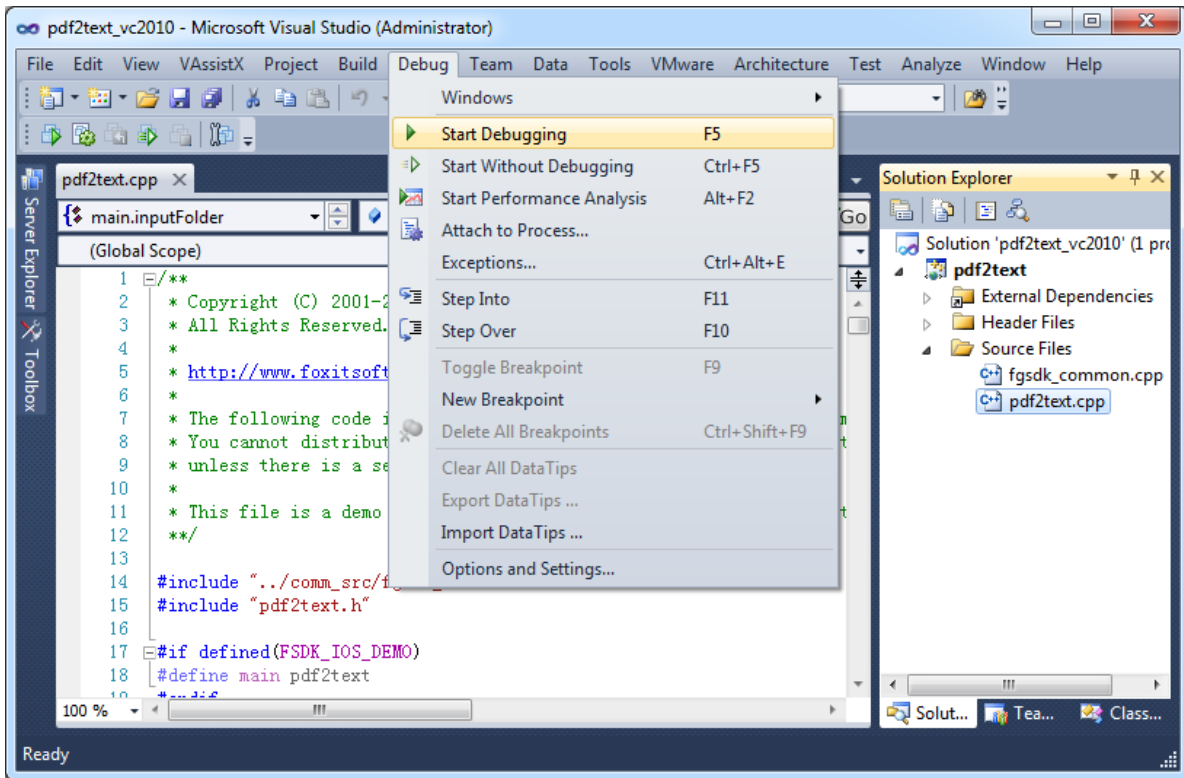 pdf2text_vc2010 - Microsoft Visual Studio (Administrator)
File Edit View VAssistX Project Build Debug Team Data Tools VMware Architecture Test Analyze Window Help
Windows
Start Debugging F5
Start Without Debugging Ctrl+F5
Start Performance Analysis Alt+F2
Attach to Process...
Exceptions... Ctrl+Alt+E
Step Into F11
Step Over F10
Toggle Breakpoint F9
New Breakpoint
Delete All Breakpoints Ctrl+Shift+F9
Clear All DataTips
Export DataTips ...
Import DataTips ...
Options and Settings...
Server Explorer
Toolbox
pdf2text.cpp
main.inputFolder
Go
(Global Scope)
1 /**
2 * Copyright (C) 2001-2
3 * All Rights Reserved.
4 *
5 * http://www.foxitsoft
6 *
7 * The following code i
8 * You cannot distribut
9 * unless there is a se
10 *
11 * This file is a demo
12 **/
13
14 #include "../comm_src/f
15 #include "pdf2text.h"
16
17 #if defined(FSDK_IOS_DEMO)
18 #define main pdf2text
19 #endif
100 %
Solution Explorer
Solution 'pdf2text_vc2010' (1 pro
pdf2text
External Dependencies
Header Files
Source Files
fgsdk_common.cpp
pdf2text.cpp
Solut... Tea... Class...
Ready